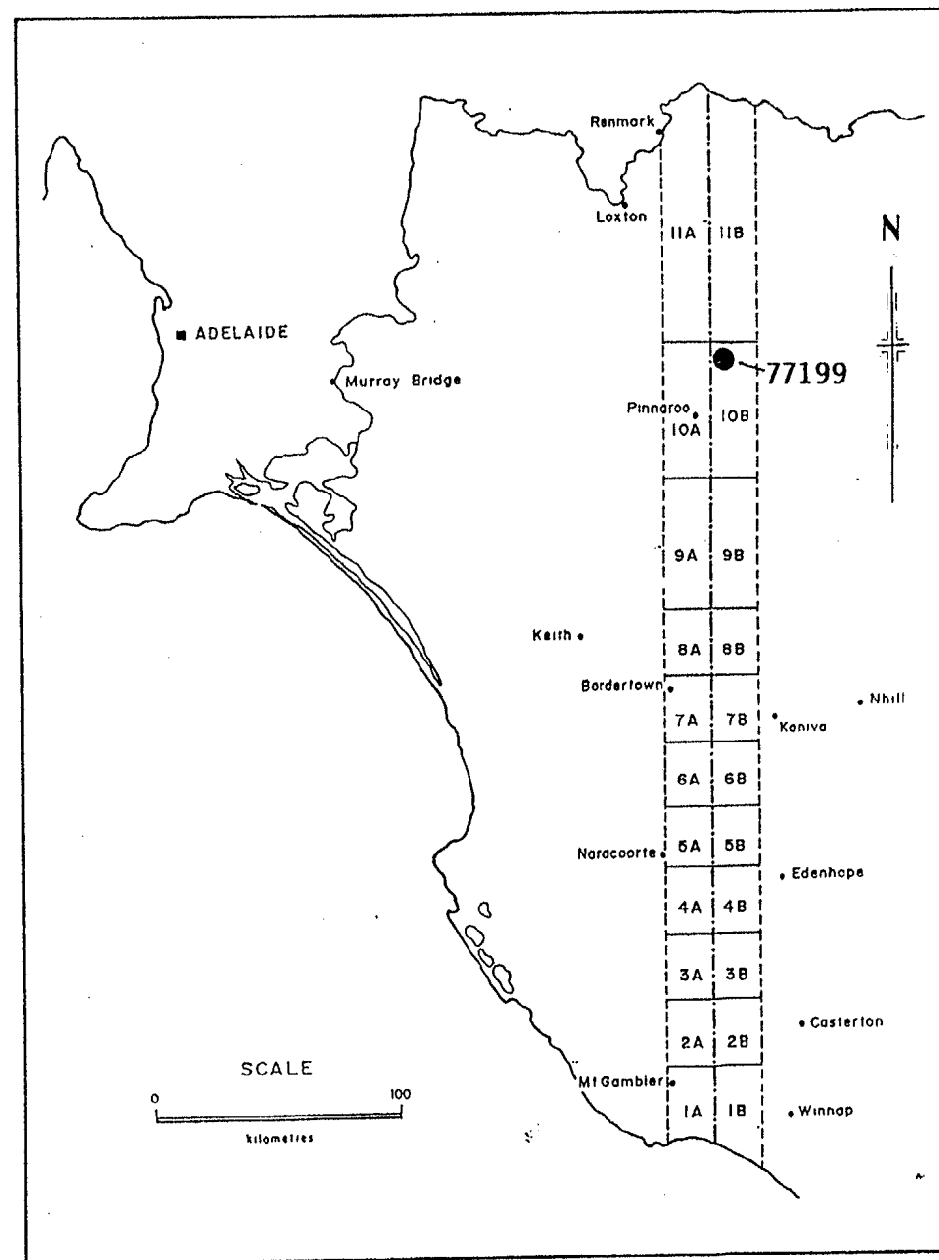 Renmark
Loxton
11A 11B
N
ADELAIDE
77199
Murray Bridge
Pinnaroo
10A 10B
9A 9B
Keith
8A 8B
Bordertown
Nhill
7A 7B
Kaniva
6A 6B
Naracoorte
5A 5B
Edenhope
4A 4B
3A 3B
Casterton
2A 2B
SCALE
Mt Gambier
0 100
1A 1B
Winnap
kilometres